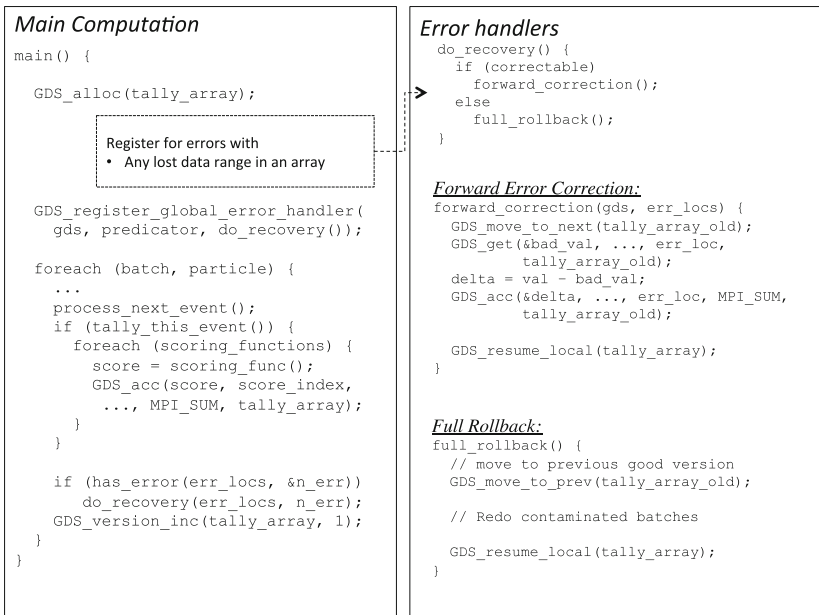 Main Computation
main() {
GDS_alloc(tally_array);
Register for errors with
• Any lost data range in an array
GDS_register_global_error_handler(
gds, predicator, do_recovery());
foreach (batch, particle) {
...
process_next_event();
if (tally_this_event()) {
foreach (scoring_functions) {
score = scoring_func();
GDS_acc(score, score_index,
..., MPI_SUM, tally_array);
}
}
if (has_error(err_locs, &n_err))
do_recovery(err_locs, n_err);
GDS_version_inc(tally_array, 1);
}
}
Error handlers
do_recovery() {
if (correctable)
forward_correction();
else
full_rollback();
}
Forward Error Correction:
forward_correction(gds, err_locs) {
GDS_move_to_next(tally_array_old);
GDS_get(&bad_val, ..., err_loc,
tally_array_old);
delta = val - bad_val;
GDS_acc(&delta, ..., err_loc, MPI_SUM,
tally_array_old);
GDS_resume_local(tally_array);
}
Full Rollback:
full_rollback() {
// move to previous good version
GDS_move_to_prev(tally_array_old);
// Redo contaminated batches
GDS_resume_local(tally_array);
}